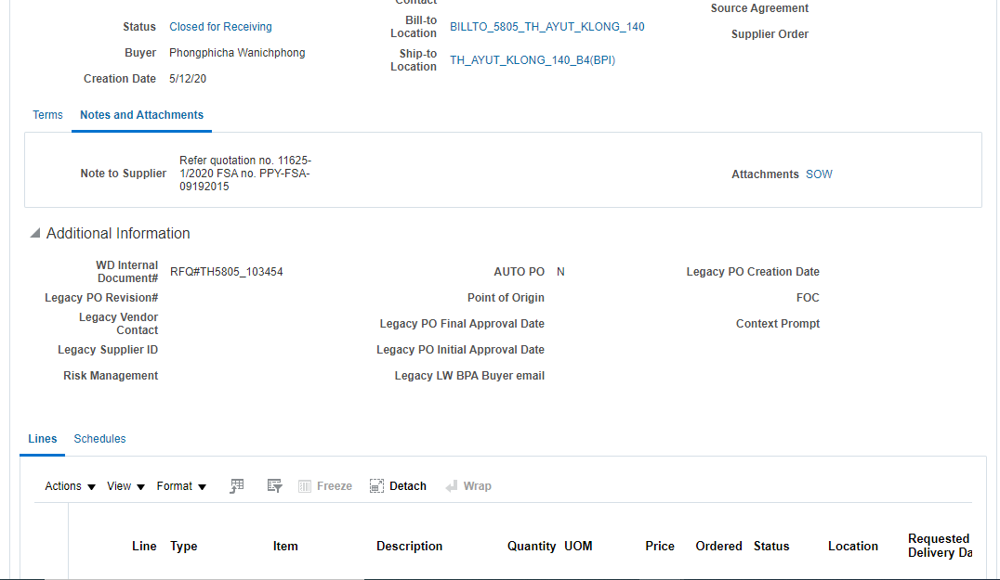 Contact
Source Agreement
Status Closed for Receiving
Bill-to
Location BILLTO_5805_TH_AYUT_KLONG_140
Supplier Order
Buyer Phongphicha Wanichphong
Ship-to
Location TH_AYUT_KLONG_140_B4(BPI)
Creation Date 5/12/20
Terms Notes and Attachments
Note to Supplier
Refer quotation no. 11625-
1/2020 FSA no. PPY-FSA-
09192015
Attachments SOW
Additional Information
WD Internal
Document# RFQ#TH5805_103454
AUTO PO N
Legacy PO Creation Date
Legacy PO Revision#
Point of Origin
FOC
Legacy Vendor
Contact
Legacy PO Final Approval Date
Context Prompt
Legacy Supplier ID
Legacy PO Initial Approval Date
Risk Management
Legacy LW BPA Buyer email
Lines Schedules
Actions View Format Freeze Detach Wrap
Line Type Item Description Quantity UOM Price Ordered Status Location Requested
Delivery Da